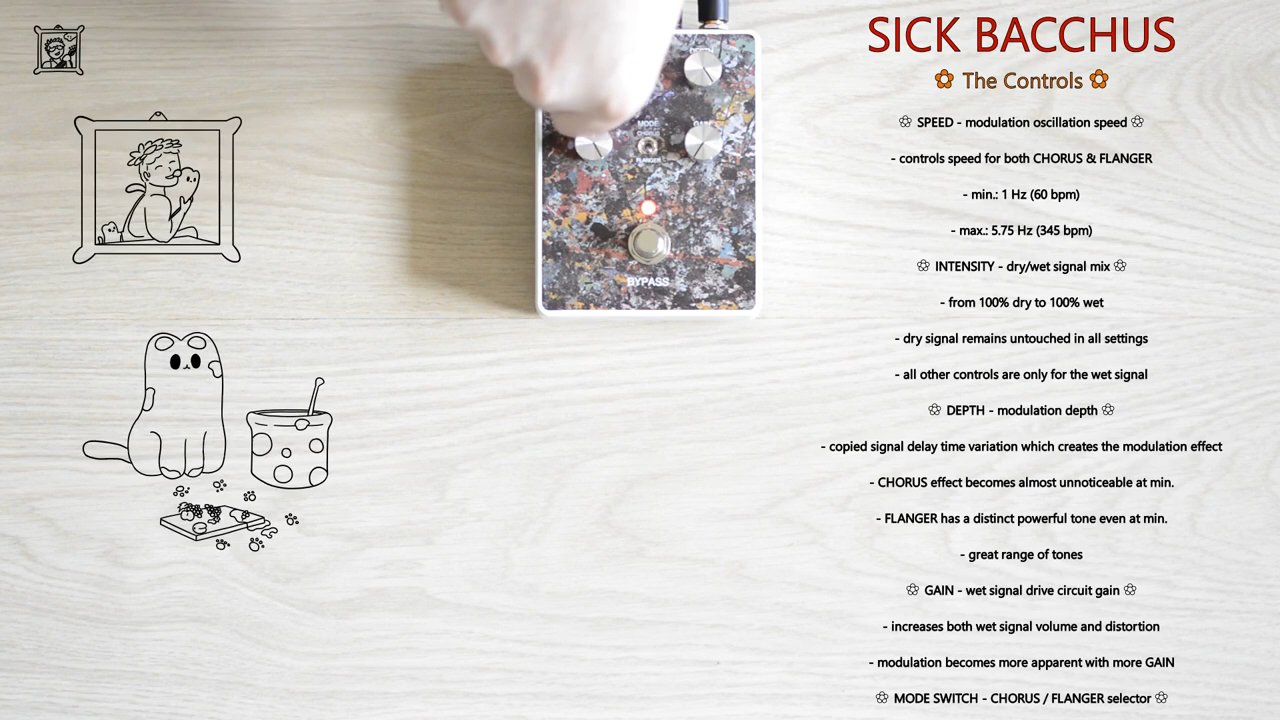 SICK BACCHUS
The Controls
SPEED - modulation oscillation speed
- controls speed for both CHORUS & FLANGER
- min.: 1 Hz (60 bpm)
- max.: 5.75 Hz (345 bpm)
INTENSITY - dry/wet signal mix
- from 100% dry to 100% wet
- dry signal remains untouched in all settings
- all other controls are only for the wet signal
DEPTH - modulation depth
- copied signal delay time variation which creates the modulation effect
- CHORUS effect becomes almost unnoticeable at min.
- FLANGER has a distinct powerful tone even at min.
- great range of tones
GAIN - wet signal drive circuit gain
- increases both wet signal volume and distortion
- modulation becomes more apparent with more GAIN
MODE SWITCH - CHORUS / FLANGER selector
MODE
CHORUS
FLANGER
BYPASS